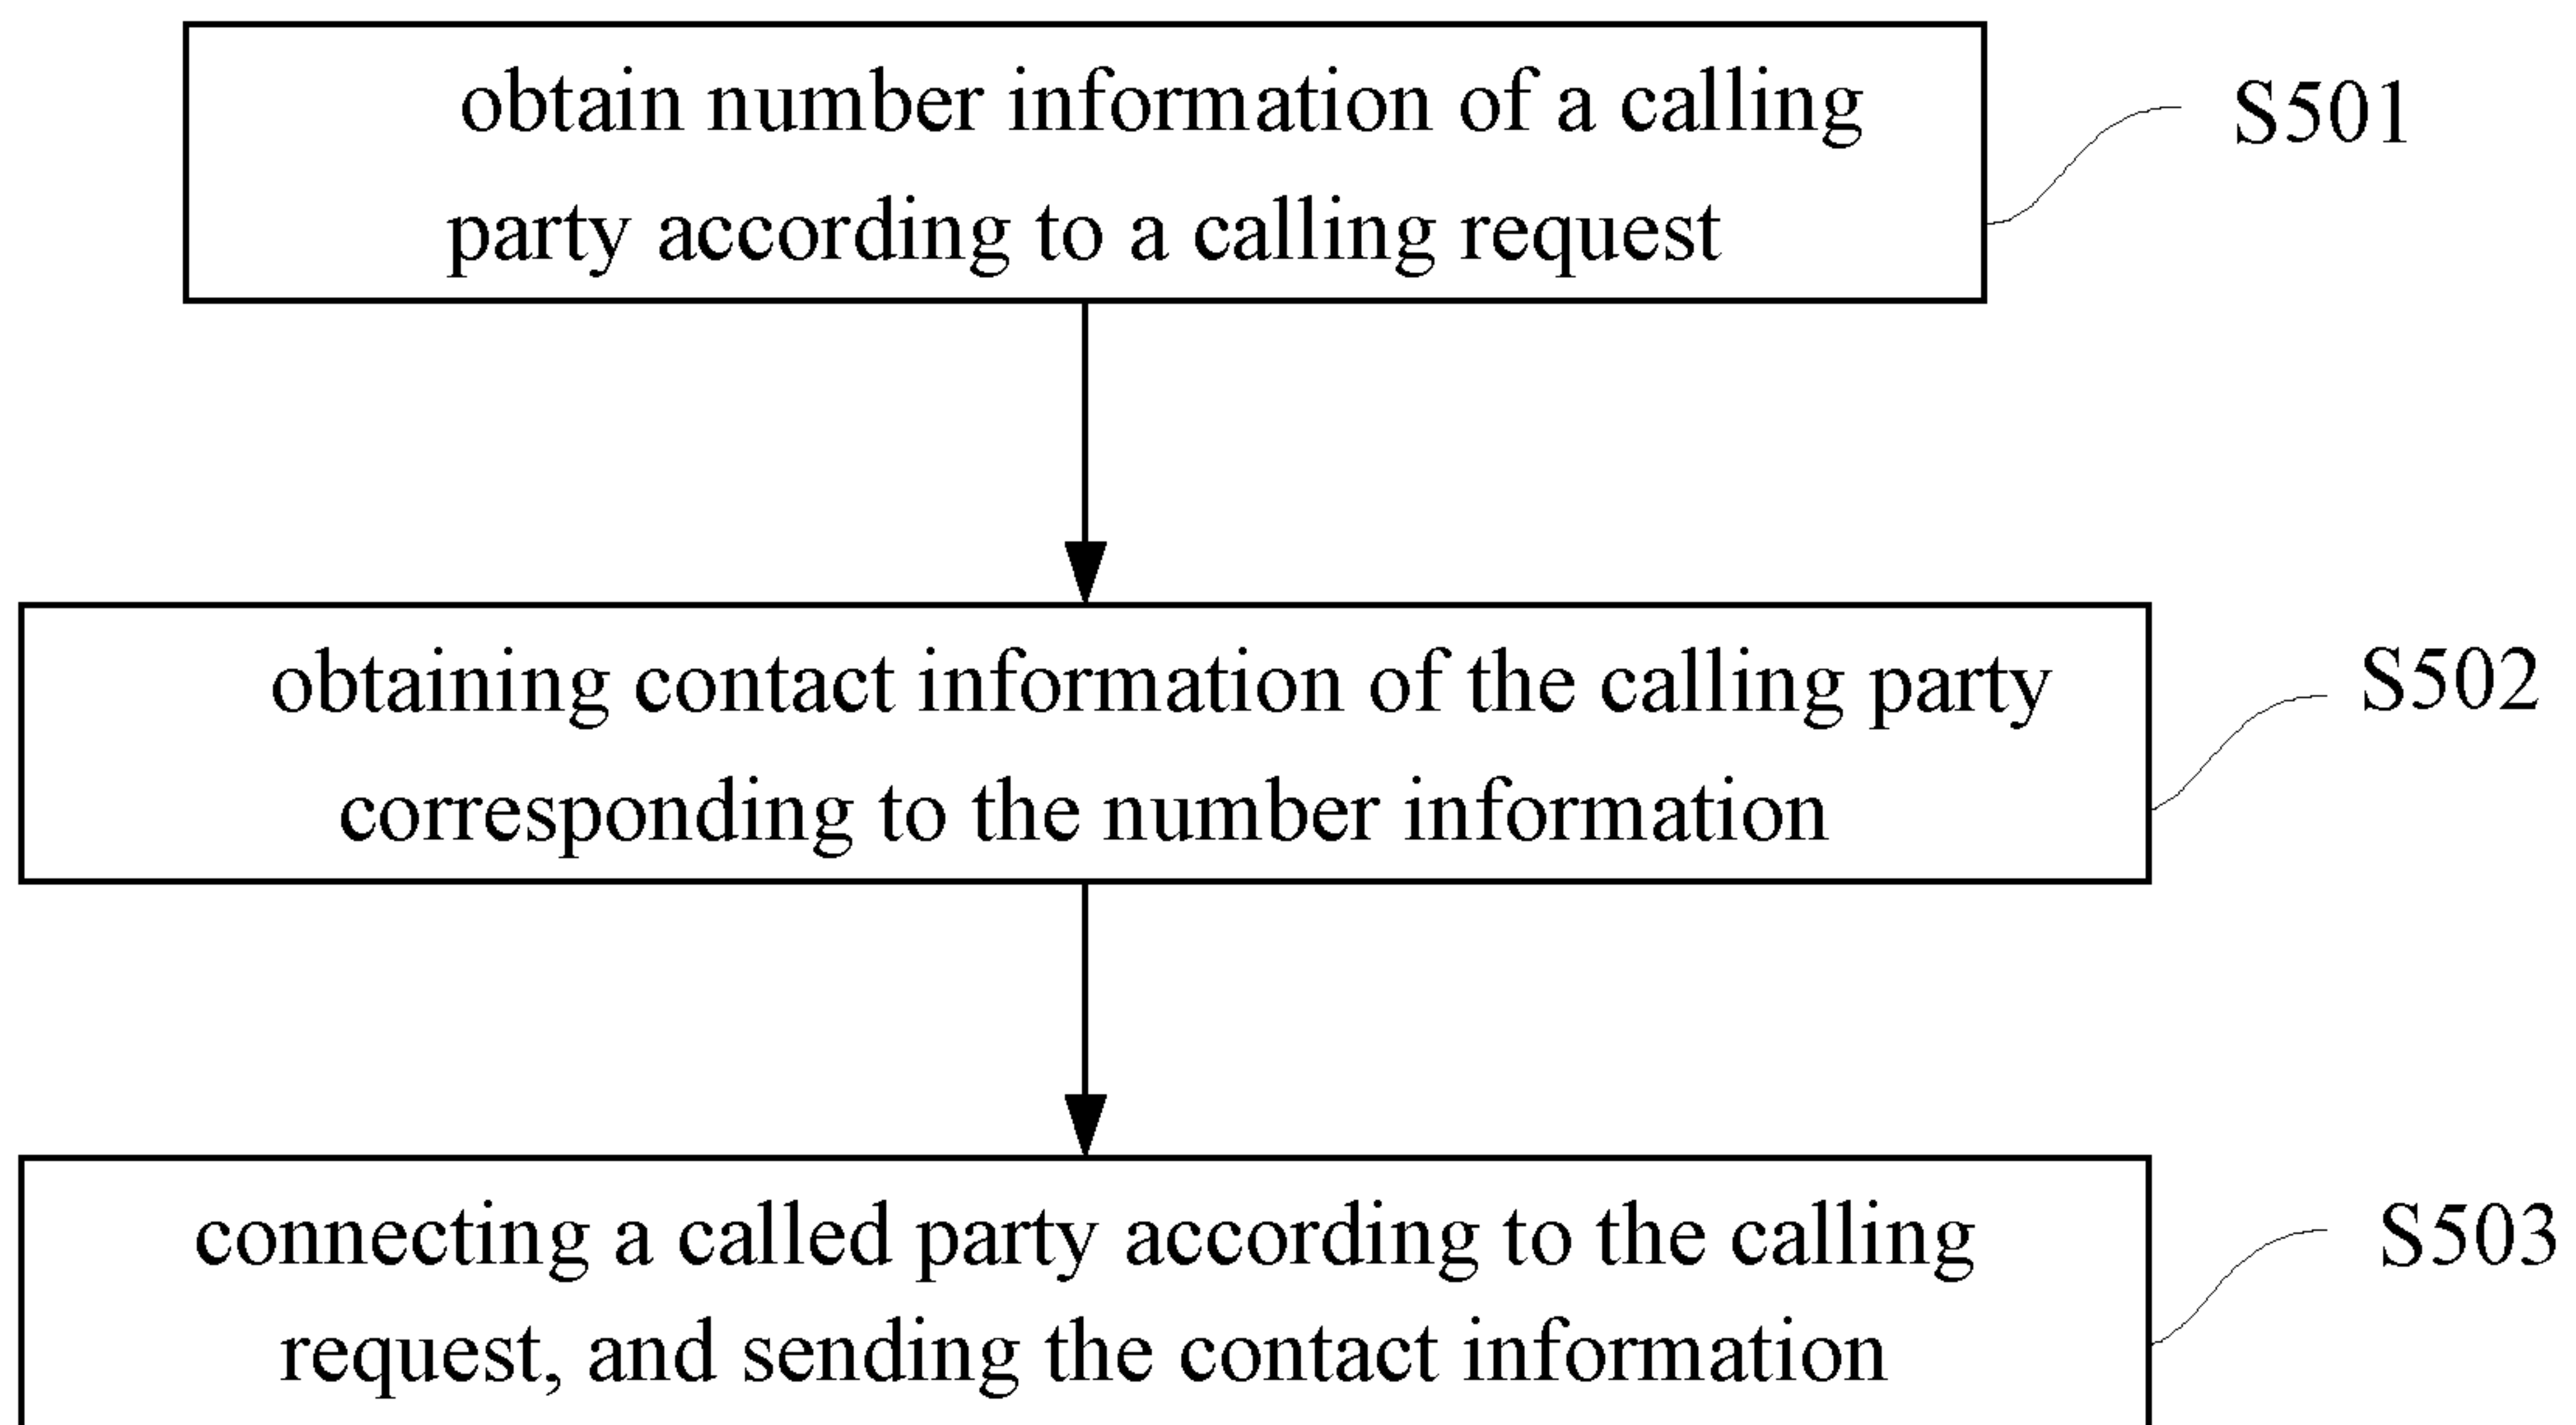 obtain number information of a calling
party according to a calling request
S501
obtaining contact information of the calling party
corresponding to the number information
S502
connecting a called party according to the calling
request, and sending the contact information
S503